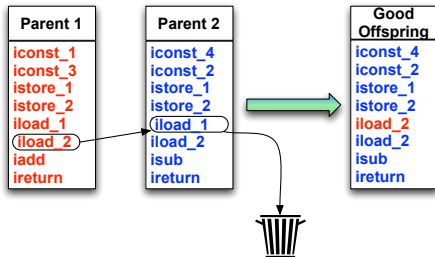 Parent 1
iconst_1
iconst_3
istore_1
istore_2
iload_1
iload_2
iadd
ireturn
Parent 2
iconst_4
iconst_2
istore_1
istore_2
iload_1
iload_2
isub
ireturn
Good
Offspring
iconst_4
iconst_2
istore_1
istore_2
iload_2
iload_2
isub
ireturn